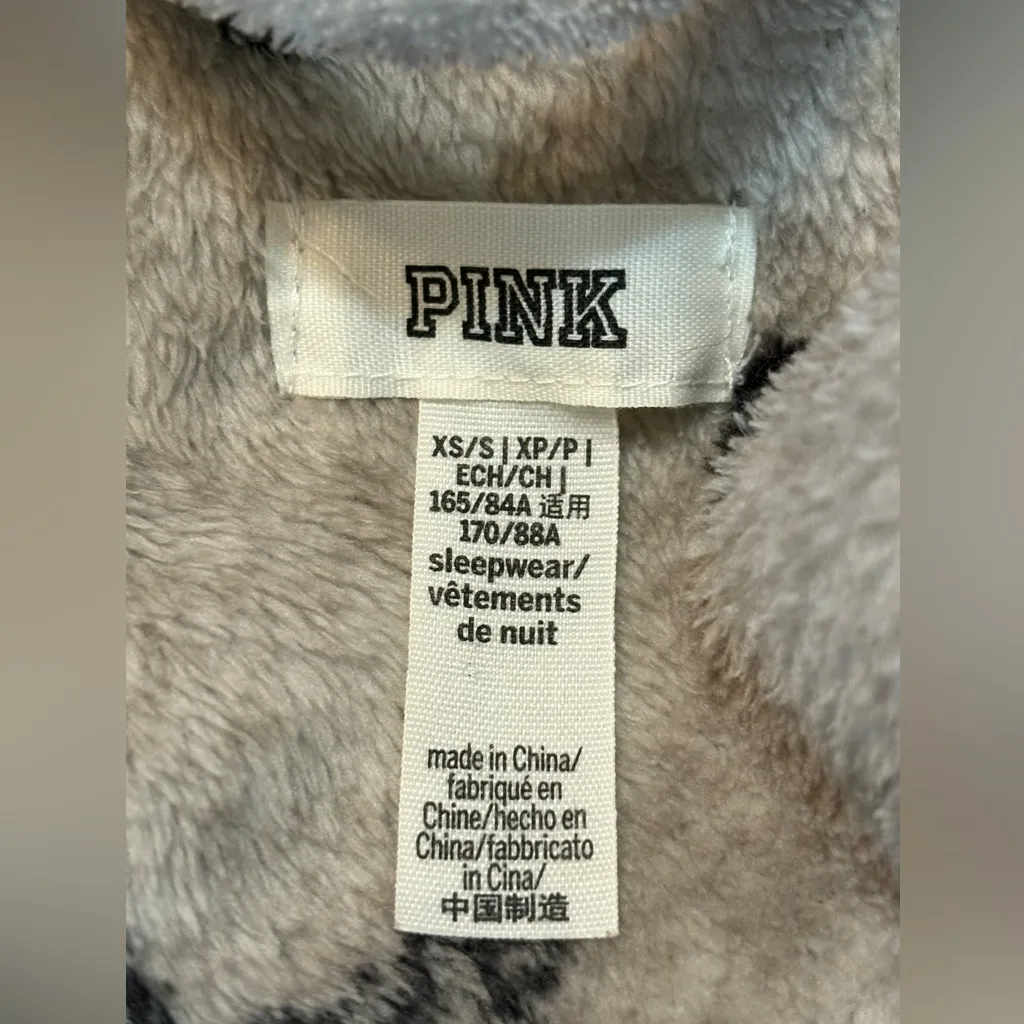 PINK
XS/S | XP/P |
ECH/CH |
165/84A 适用
170/88A
sleepwear/
vêtements
de nuit
made in China/
fabriqué en
Chine/hecho en
China/fabbricato
in Cina/
中国制造